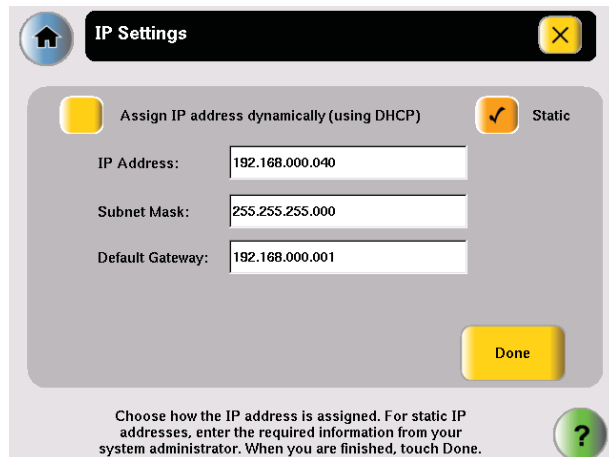 IP Settings
Assign IP address dynamically (using DHCP)
Static
IP Address:
192.168.000.040
Subnet Mask:
255.255.255.000
Default Gateway:
192.168.000.001
Done
Choose how the IP address is assigned. For static IP
addresses, enter the required information from your
system administrator. When you are finished, touch Done.
?